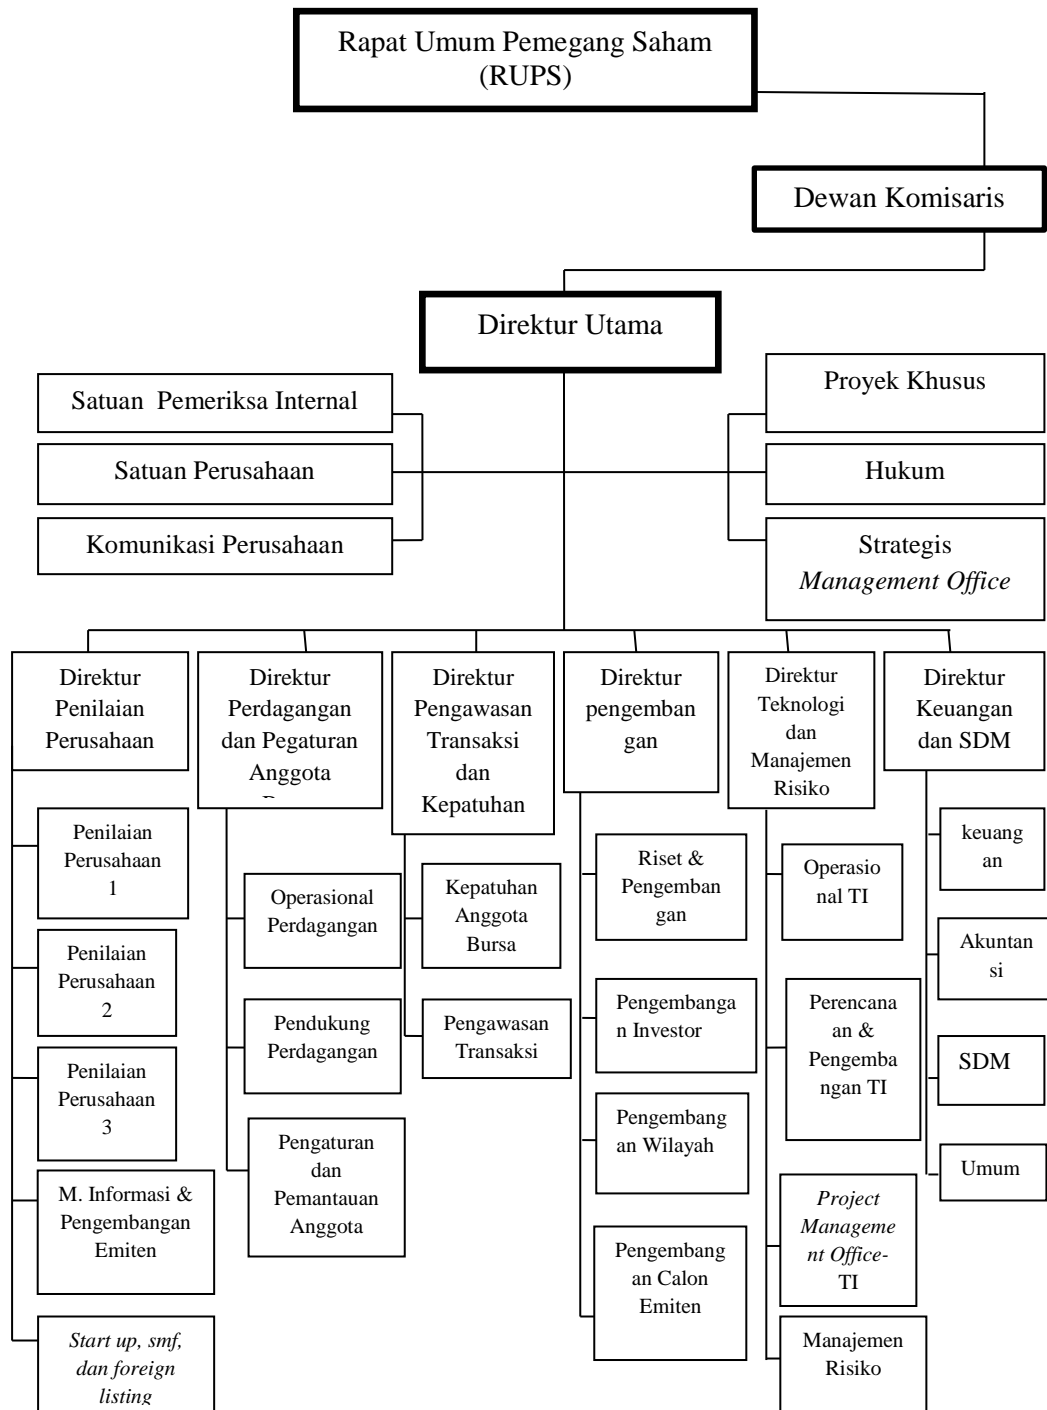 Rapat Umum Pemegang Saham
(RUPS)
Dewan Komisaris
Direktur Utama
Satuan Pemeriksa Internal
Satuan Perusahaan
Komunikasi Perusahaan
Proyek Khusus
Hukum
Strategis
Management Office
Direktur
Penilaian
Perusahaan
Direktur
Perdagangan
dan Pegaturan
Anggota
Direktur
Pengawasan
Transaksi
dan
Kepatuhan
Direktur
pengemban
gan
Direktur
Teknologi
dan
Manajemen
Risiko
Direktur
Keuangan
dan SDM
Penilaian
Perusahaan
1
Penilaian
Perusahaan
2
Penilaian
Perusahaan
3
M. Informasi &
Pengembangan
Emiten
Start up, smf,
dan foreign
listing
Operasional
Perdagangan
Pendukung
Perdagangan
Pengaturan
dan
Pemantauan
Anggota
Kepatuhan
Anggota
Bursa
Pengawasan
Transaksi
Riset &
Pengemban
gan
Pengembanga
n Investor
Pengembang
an Wilayah
Pengembang
an Calon
Emiten
Operasio
nal TI
Perencana
an &
Pengemba
ngan TI
Project
Manageme
nt Office-
TI
Manajemen
Risiko
keuang
an
Akuntan
si
SDM
Umum